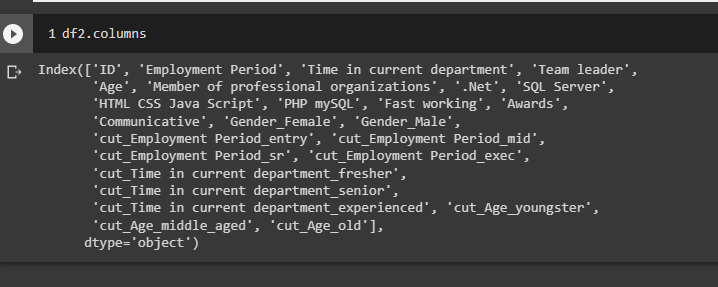 1 df2.columns
Index(['ID', 'Employment Period', 'Time in current department', 'Team leader',
'Age', 'Member of professional organizations', '.Net', 'SQL Server',
'HTML CSS Java Script', 'PHP mySQL', 'Fast working', 'Awards',
'Communicative', 'Gender_Female', 'Gender_Male',
'cut_Employment Period_entry', 'cut_Employment Period_mid',
'cut_Employment Period_sr', 'cut_Employment Period_exec',
'cut_Time in current department_fresher',
'cut_Time in current department_senior',
'cut_Time in current department_experienced', 'cut_Age_youngster',
'cut_Age_middle_aged', 'cut_Age_old'],
dtype='object')